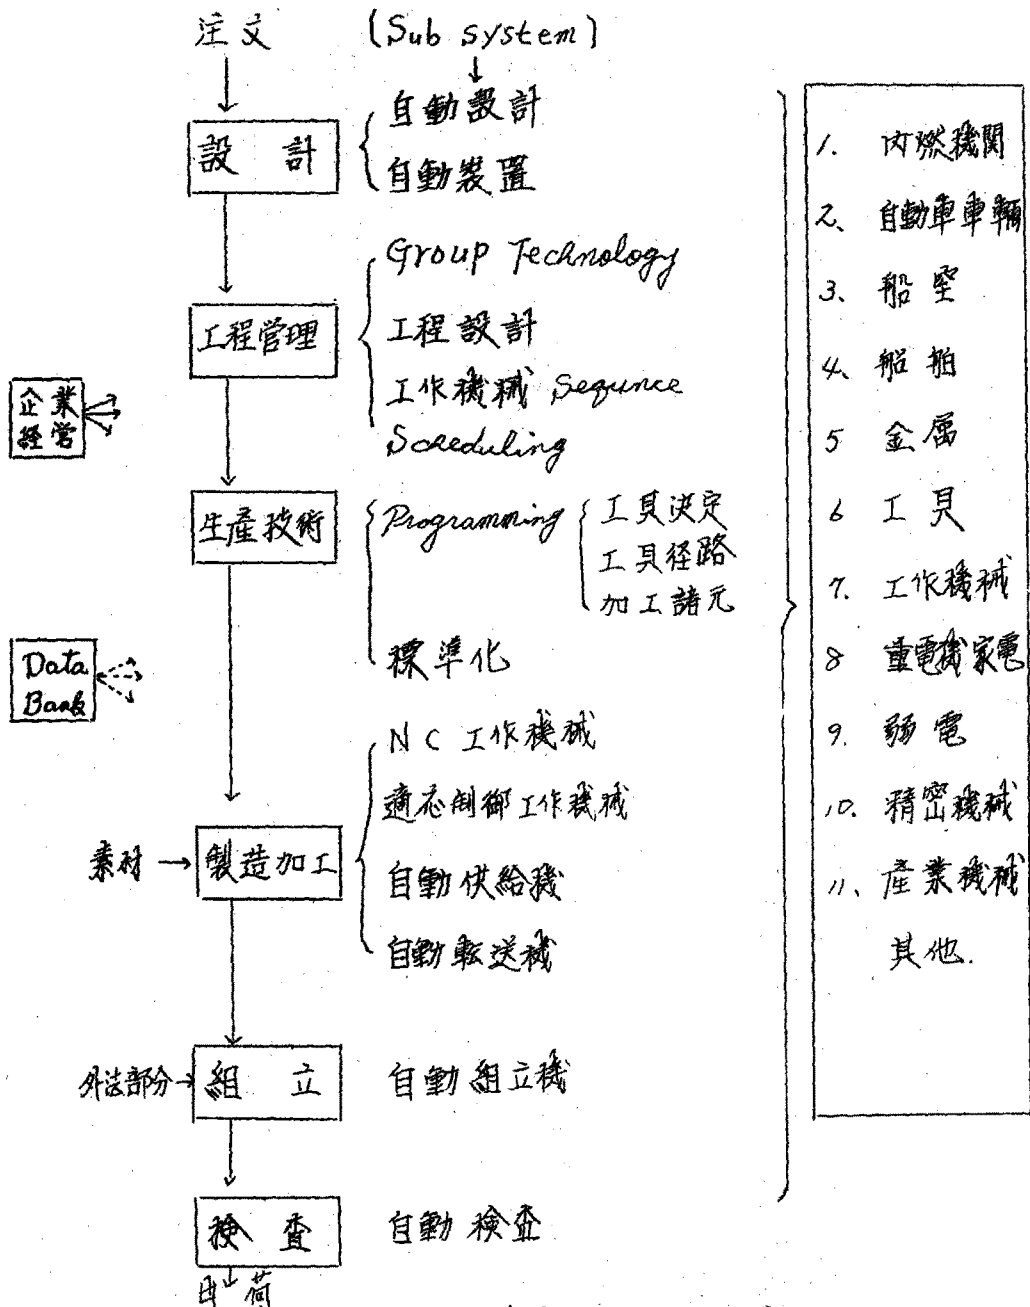 注文 (Sub system)
設計
自動設計
自動裝置
工程管理
Group Technology
工程設計
工作機械 Sequnce
Scheduling
企業
経営
生産技術
Programming
工具決定
工具径路
加工諸元
標準化
Data
Bank
素材
製造加工
NC 工作機械
適応制御工作機械
自動供給機
自動転送機
外法部分
組立
自動組立機
検査
自動検査
出荷
1. 内燃機関
2. 自動車車輌
3. 船空
4. 船舶
5 金属
6 工具
7. 工作機械
8 重電機家電
9. 弱電
10. 精密機械
11. 産業機械
其他.